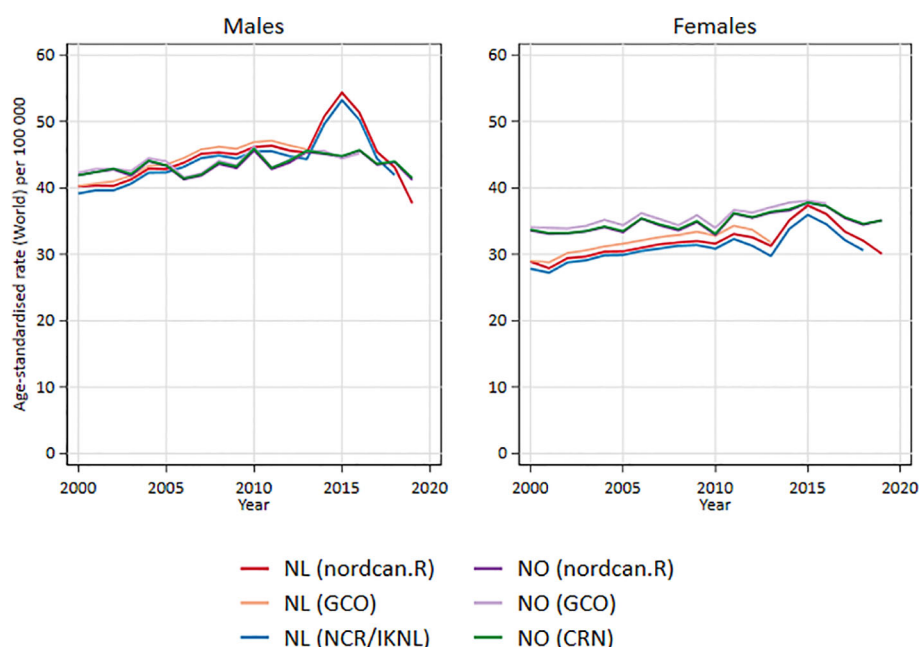 Males
Females
Age-standardised rate (World) per 100 000
60
50
40
30
20
10
0
2000
2005
2010
2015
2020
Year
60
50
40
30
20
10
0
2000
2005
2010
2015
2020
Year
NL (nordcan.R)
NO (nordcan.R)
NL (GCO)
NO (GCO)
NL (NCR/IKNL)
NO (CRN)